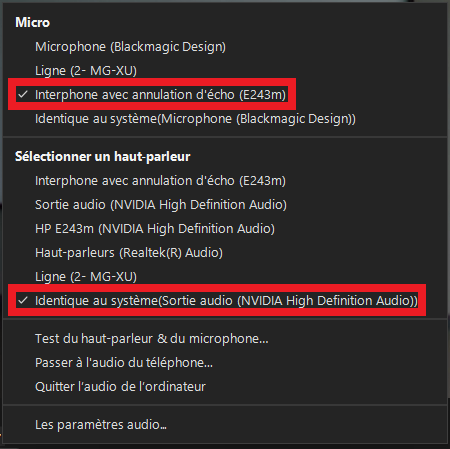 Micro
Microphone (Blackmagic Design)
Ligne (2- MG-XU)
Interphone avec annulation d'écho (E243m)
Identique au système(Microphone (Blackmagic Design))
Sélectionner un haut-parleur
Interphone avec annulation d'écho (E243m)
Sortie audio (NVIDIA High Definition Audio)
HP E243m (NVIDIA High Definition Audio)
Haut-parleurs (Realtek(R) Audio)
Ligne (2- MG-XU)
Identique au système(Sortie audio (NVIDIA High Definition Audio))
Test du haut-parleur & du microphone...
Passer à l'audio du téléphone...
Quitter l'audio de l'ordinateur
Les paramètres audio...